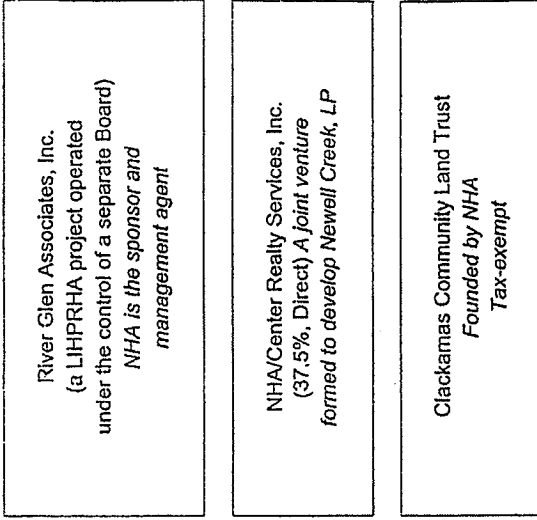 River Glen Associates, Inc.
(a LIHPRHA project operated
under the control of a separate Board)
NHA is the sponsor and
management agent
NHA/Center Realty Services, Inc.
(37.5%, Direct) A joint venture
formed to develop Newell Creek, LP
Clackamas Community Land Trust
Founded by NHA
Tax-exempt